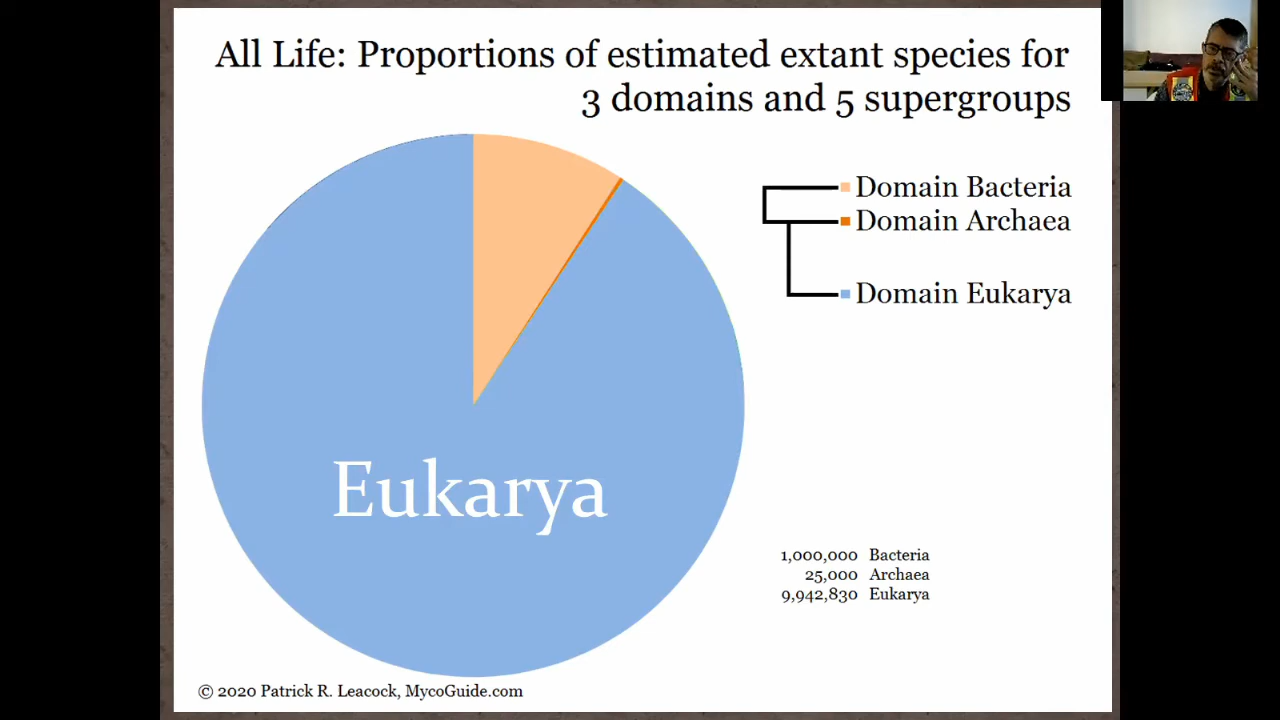 All Life: Proportions of estimated extant species for
3 domains and 5 supergroups
Domain Bacteria
Domain Archaea
Domain Eukarya
Eukarya
1,000,000 Bacteria
25,000 Archaea
9,942,830 Eukarya
© 2020 Patrick R. Leacock, MycoGuide.com